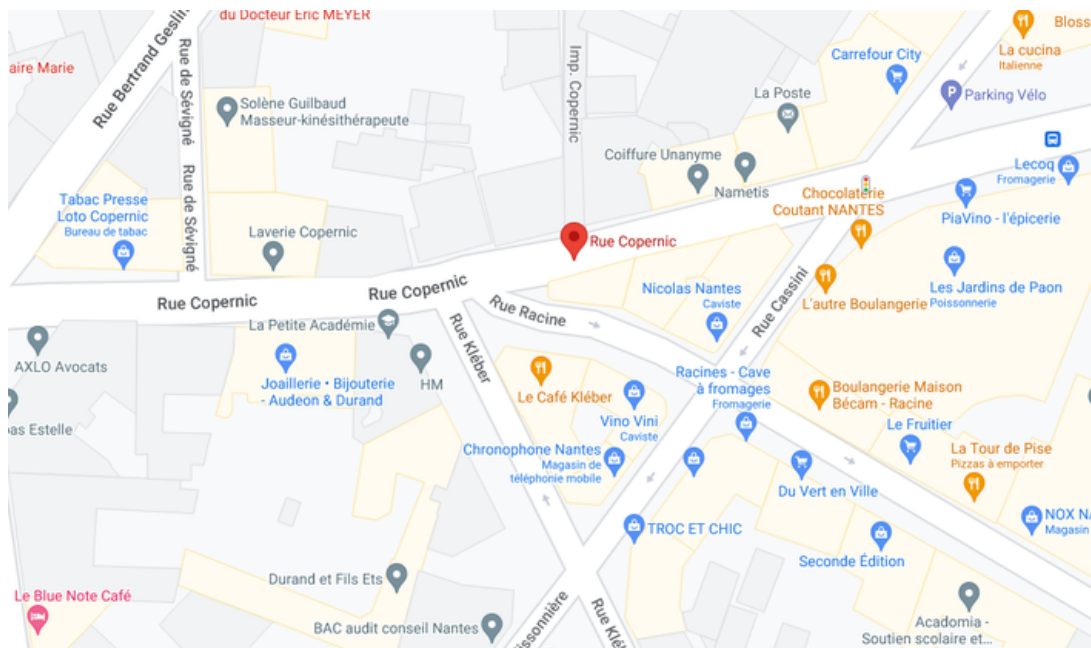 du Docteur Eric MEYER
Bloss
La cucina
Italienne
Carrefour City
Rue Bertrand Geslin
Rue de Sévigné
Imp. Copernic
aire Marie
La Poste
Parking Vélo
Solène Guilbaud
Masseur-kinésithérapeute
Coiffure Unanyme
Nametis
Lecoq
Fromagerie
Chocolaterie
Coutant NANTES
PiaVino - l'épicerie
Tabac Presse
Loto Copernic
Bureau de tabac
Rue de Sévigné
Laverie Copernic
Rue Copernic
Nicolas Nantes
Caviste
Rue Cassini
L'autre Boulangerie
Les Jardins de Paon
Poissonnerie
Rue Copernic
Rue Copernic
Rue Racine
La Petite Académie
Rue Kléber
AXLO Avocats
HM
Joaillerie • Bijouterie
- Audeon & Durand
Le Café Kléber
Racines - Cave
à fromages
Fromagerie
Boulangerie Maison
Bécam - Racine
pas Estelle
Vino Vini
Caviste
Le Fruitier
Chronophone Nantes
Magasin de
téléphonie mobile
La Tour de Pise
Pizzas à emporter
Du Vert en Ville
TROC ET CHIC
NOX NA
Magasin
Seconde Édition
Durand et Fils Ets
Le Blue Note Café
BAC audit conseil Nantes
issonnière
Rue Klé
Acadomia -
Soutien scolaire et...